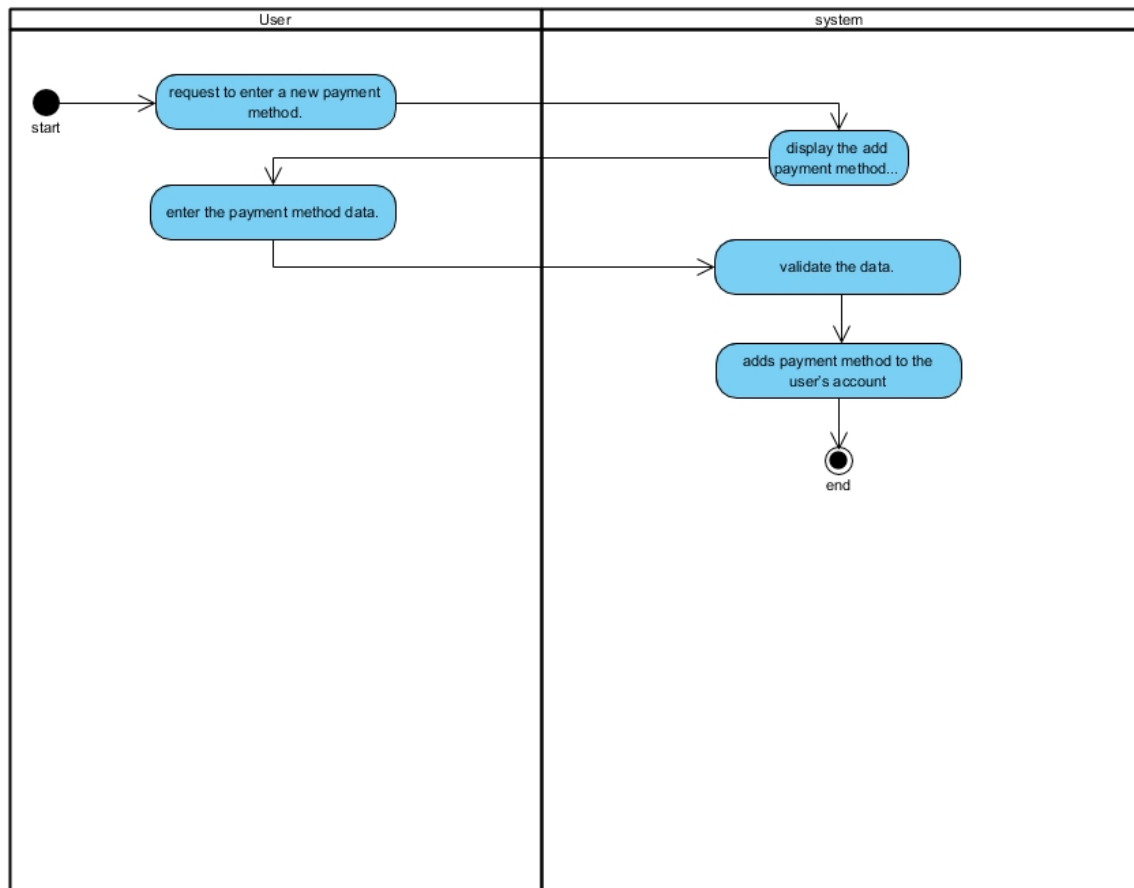 User
system
request to enter a new payment
method.
start
display the add
payment method...
enter the payment method data.
validate the data.
adds payment method to the
user's account
end